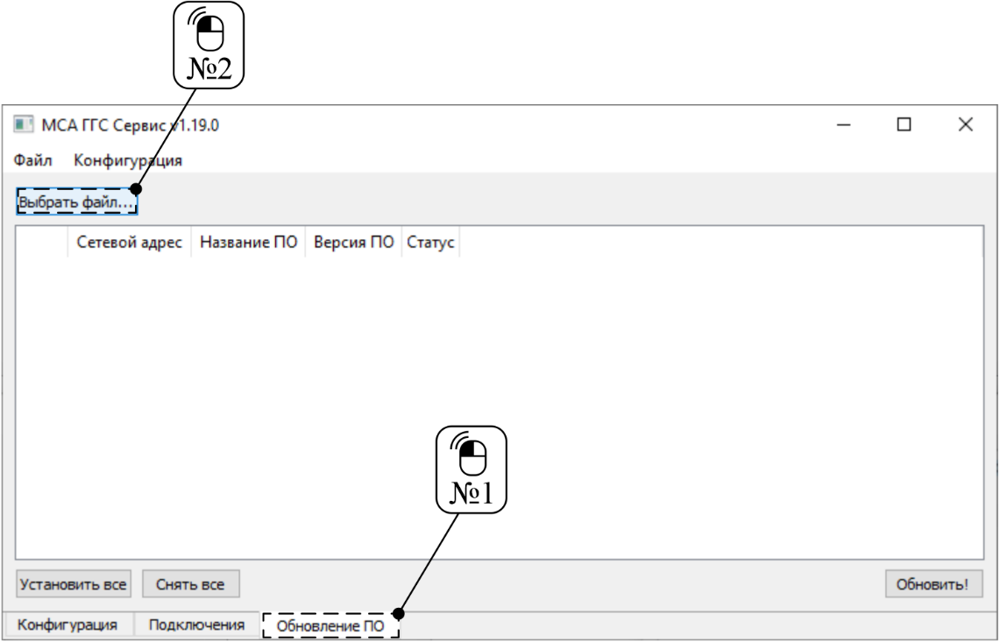 №2
МСА ГГС Сервис v1.19.0
Файл Конфигурация
Выбрать файл...
Сетевой адрес Название ПО Версия ПО Статус
№1
Установить все Снять все Обновить!
Конфигурация Подключения Обновление ПО